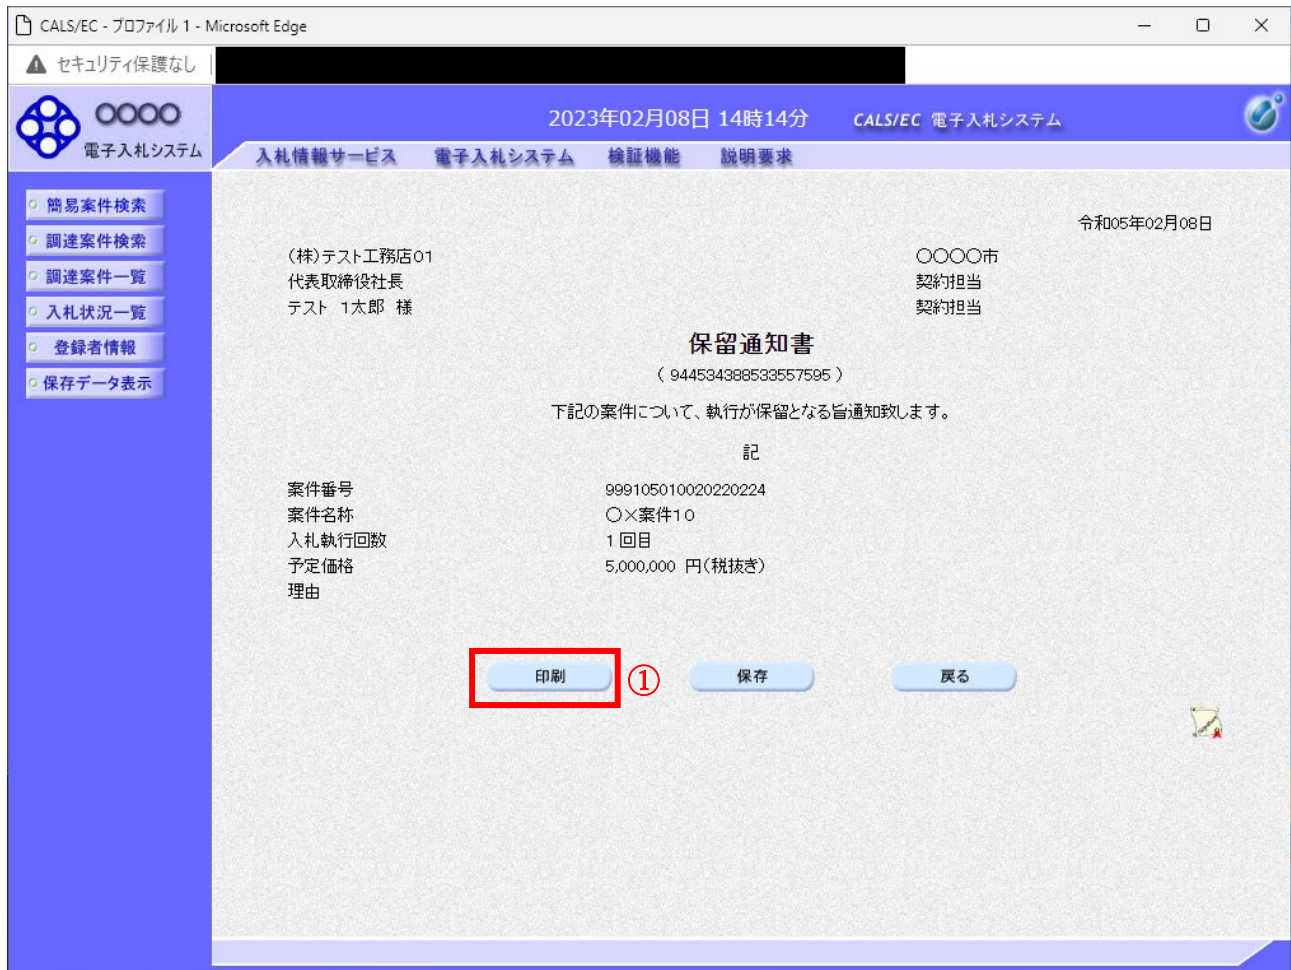 CALS/EC - プロファイル 1 - Microsoft Edge
セキュリティ保護なし
〇〇〇〇
電子入札システム
2023年02月08日 14時14分
CALS/EC 電子入札システム
入札情報サービス 電子入札システム 検証機能 説明要求
簡易案件検索
調達案件検索
調達案件一覧
入札状況一覧
登録者情報
保存データ表示
令和05年02月08日
(株)テスト工務店01
代表取締役社長
テスト 1太郎 様
〇〇〇〇市
契約担当
契約担当
保留通知書
( 944534388533557595 )
下記の案件について、執行が保留となる旨通知致します。
記
案件番号 999105010020220224
案件名称 〇×案件10
入札執行回数 1回目
予定価格 5,000,000 円(税抜き)
理由
印刷 ① 保存 戻る